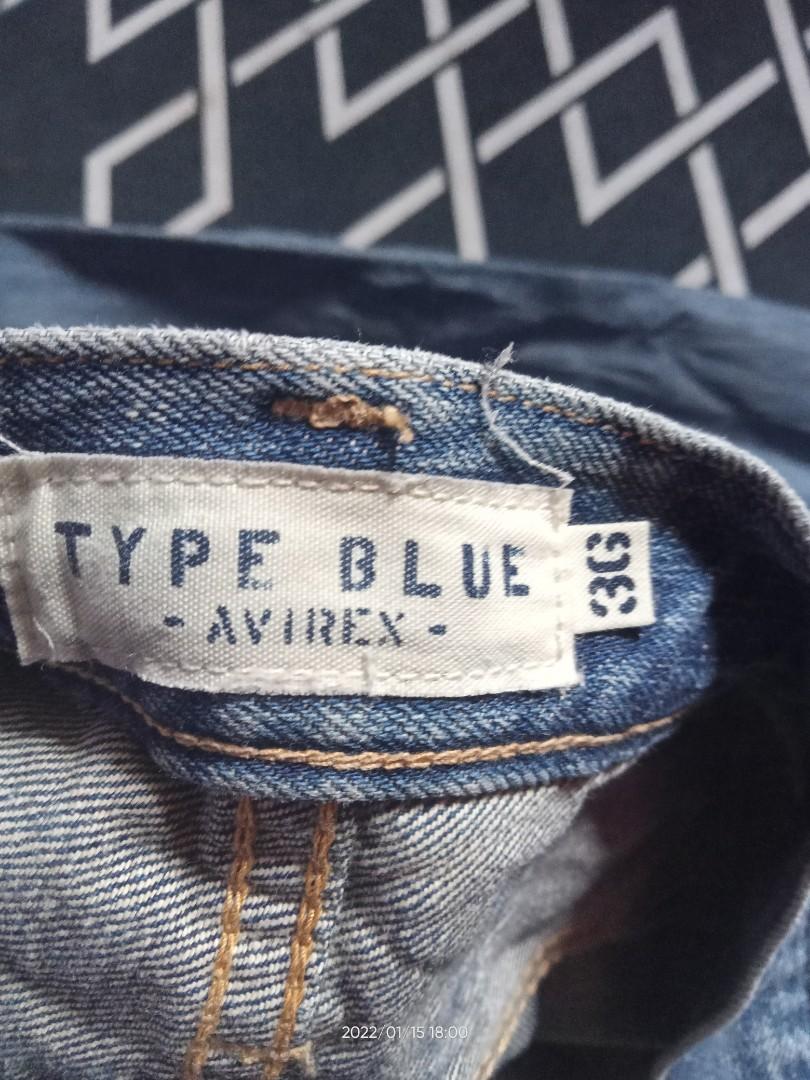 TYPE BLUE
- AVIREX -
36
2022/01/15 18:00